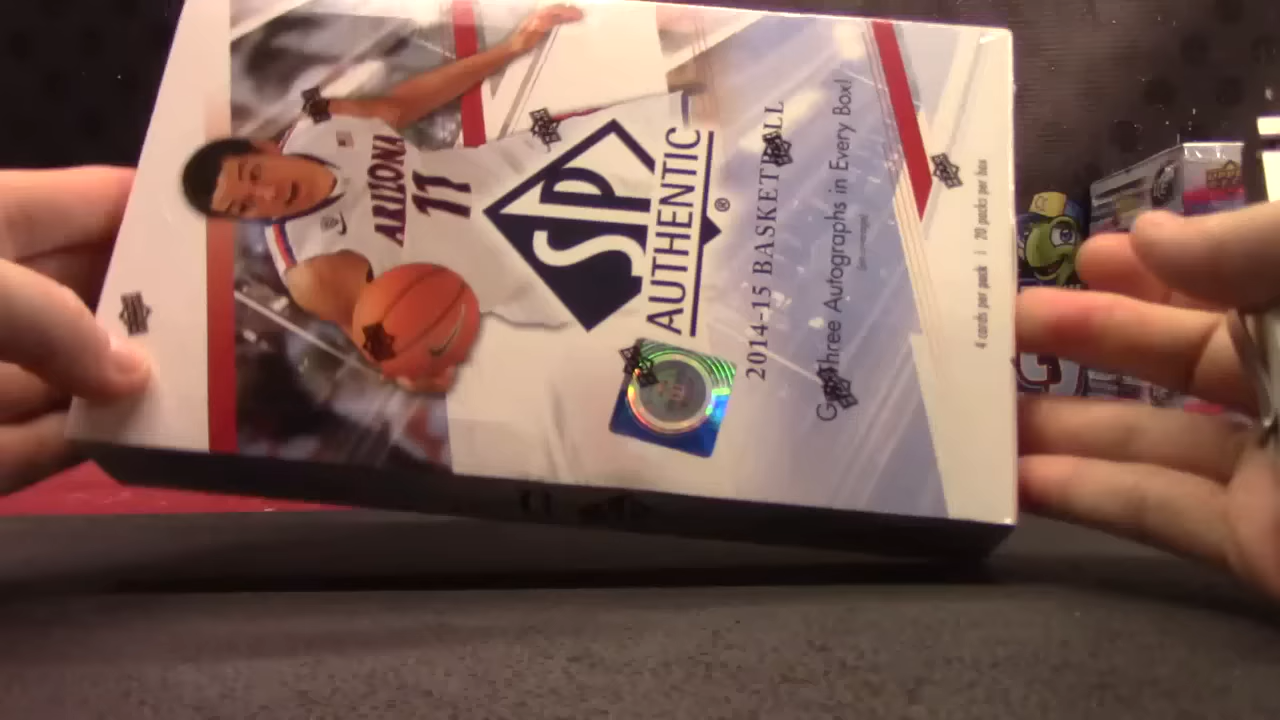 ARIZONA
11
SP
AUTHENTIC®
2014-15 BASKETBALL
Get Three Autographs in Every Box!
4 cards per pack | 20 packs per box